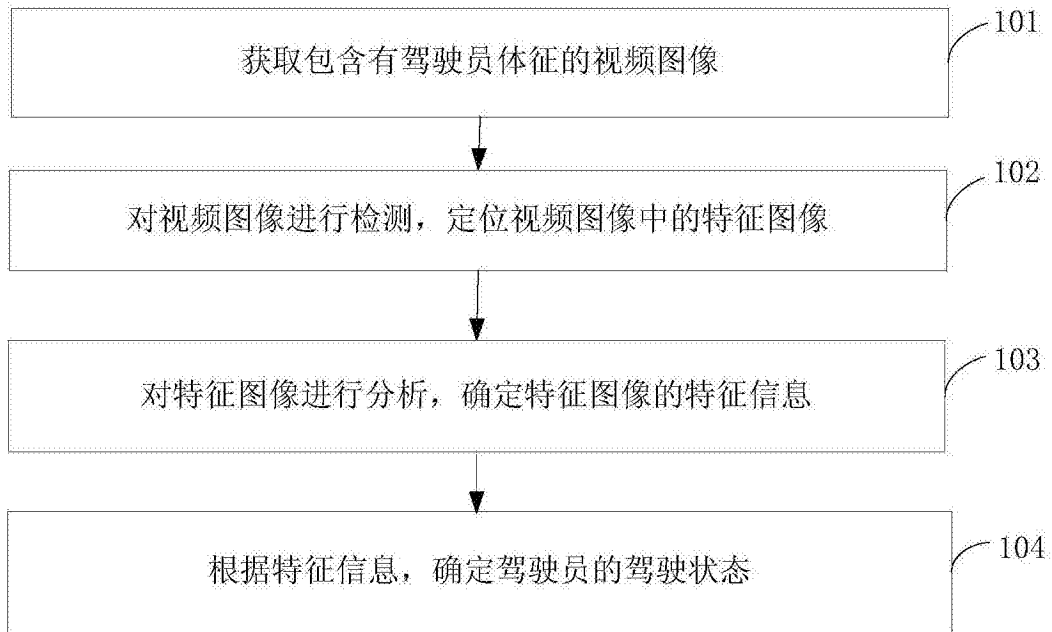 101
获取包含有驾驶员体征的视频图像
102
对视频图像进行检测，定位视频图像中的特征图像
103
对特征图像进行分析，确定特征图像的特征信息
104
根据特征信息，确定驾驶员的驾驶状态